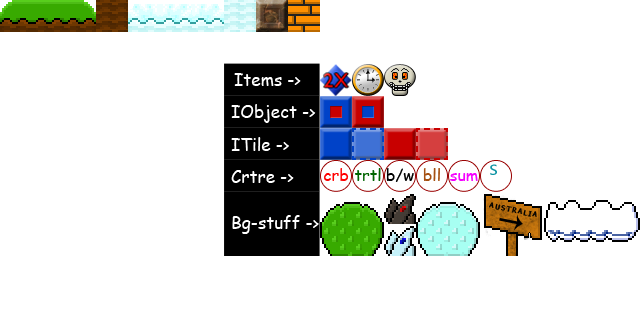 Items -> 2X
IObject ->
ITile ->
Crtre -> crb trtl b/w bll sum S
Bg-stuff -> AUSTRALIA